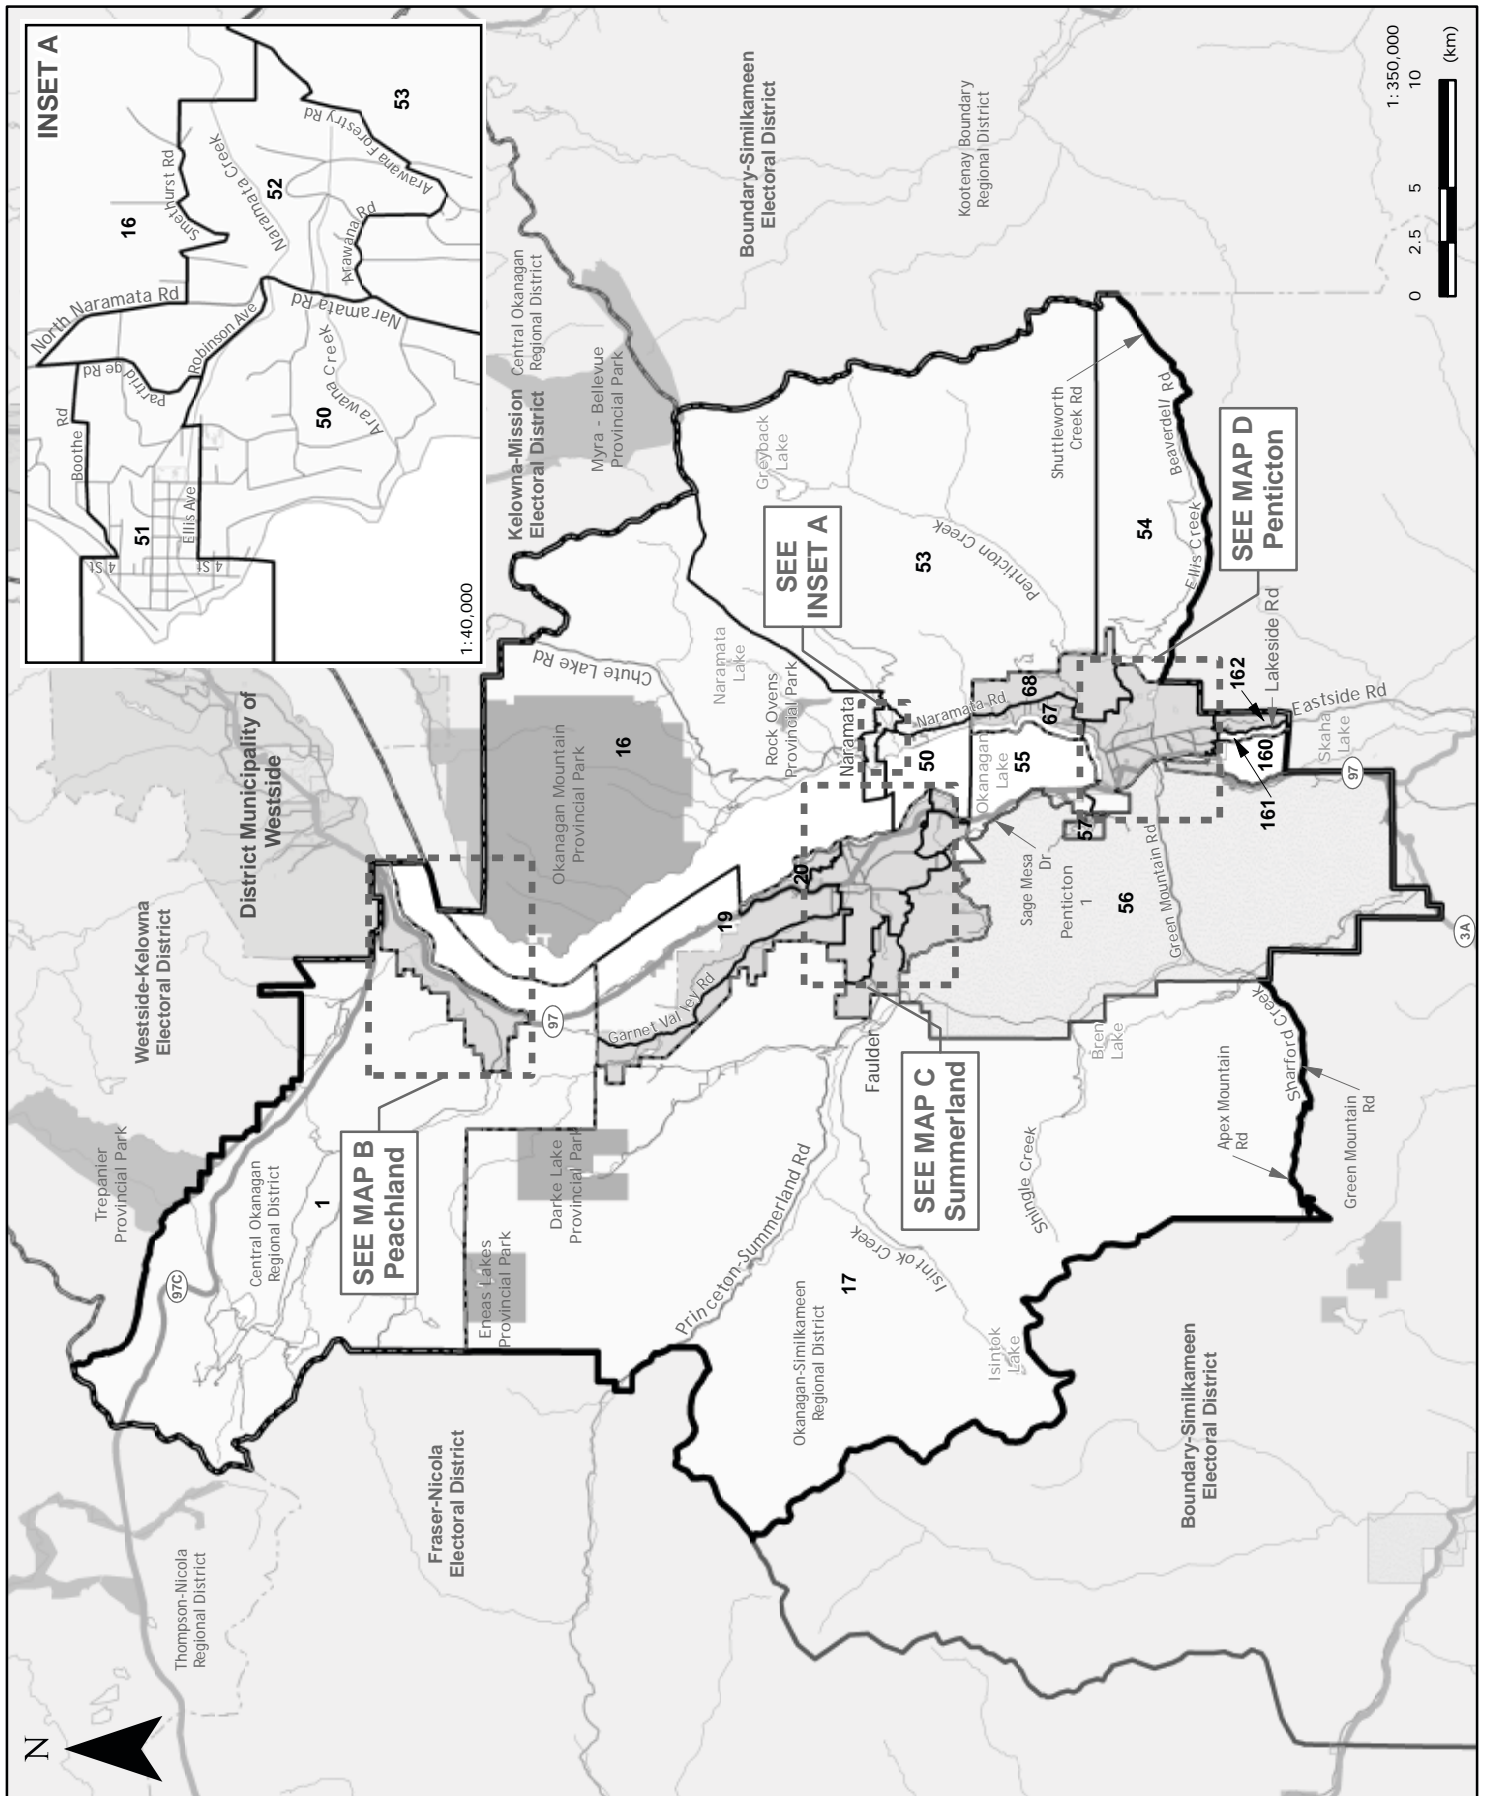 N
INSET A
16
53
52
50
51
Smethurst Rd
Naramata Creek
Arawana Forestry Rd
Arawana Rd
North Naramata Rd
Naramata Rd
Robinson Ave
Partridge Rd
Boothe Rd
Arawana Creek
Ellis Ave
4 St
4 St
1:40,000
1:350,000
0
2.5
5
10
(km)
Thompson-Nicola
Regional District
Fraser-Nicola
Electoral District
Trepanier
Provincial Park
Westside-Kelowna
Electoral District
District Municipality of
Westside
97C
Central Okanagan
Regional District
1
SEE MAP B
Peachland
97
Eneas Lakes
Provincial Park
Darke Lake
Provincial Park
Okanagan Mountain
Provincial Park
16
Chute Lake Rd
Kelowna-Mission
Electoral District
Central Okanagan
Regional District
Myra - Bellevue
Provincial Park
Boundary-Similkameen
Electoral District
Kootenay Boundary
Regional District
Garnet Valley Rd
19
20
Princeton-Summerland Rd
Naramata
Lake
Rock Ovens
Provincial Park
Naramata
SEE
INSET A
Greyback
Lake
Penticton Creek
53
Okanagan-Similkameen
Regional District
17
Isintok Creek
Isintok
Lake
Faulder
SEE MAP C
Summerland
50
Naramata Rd
Okanagan
Lake
55
68
67
57
Sage Mesa
Dr
Penticton
1
56
Shingle Creek
Brent
Lake
Green Mountain Rd
Shuttleworth
Creek Rd
54
Beaverdell Rd
Ellis Creek
SEE MAP D
Penticton
162
Lakeside Rd
160
161
Eastside Rd
Skaha
Lake
97
3A
Apex Mountain
Rd
Green Mountain
Rd
Boundary-Similkameen
Electoral District